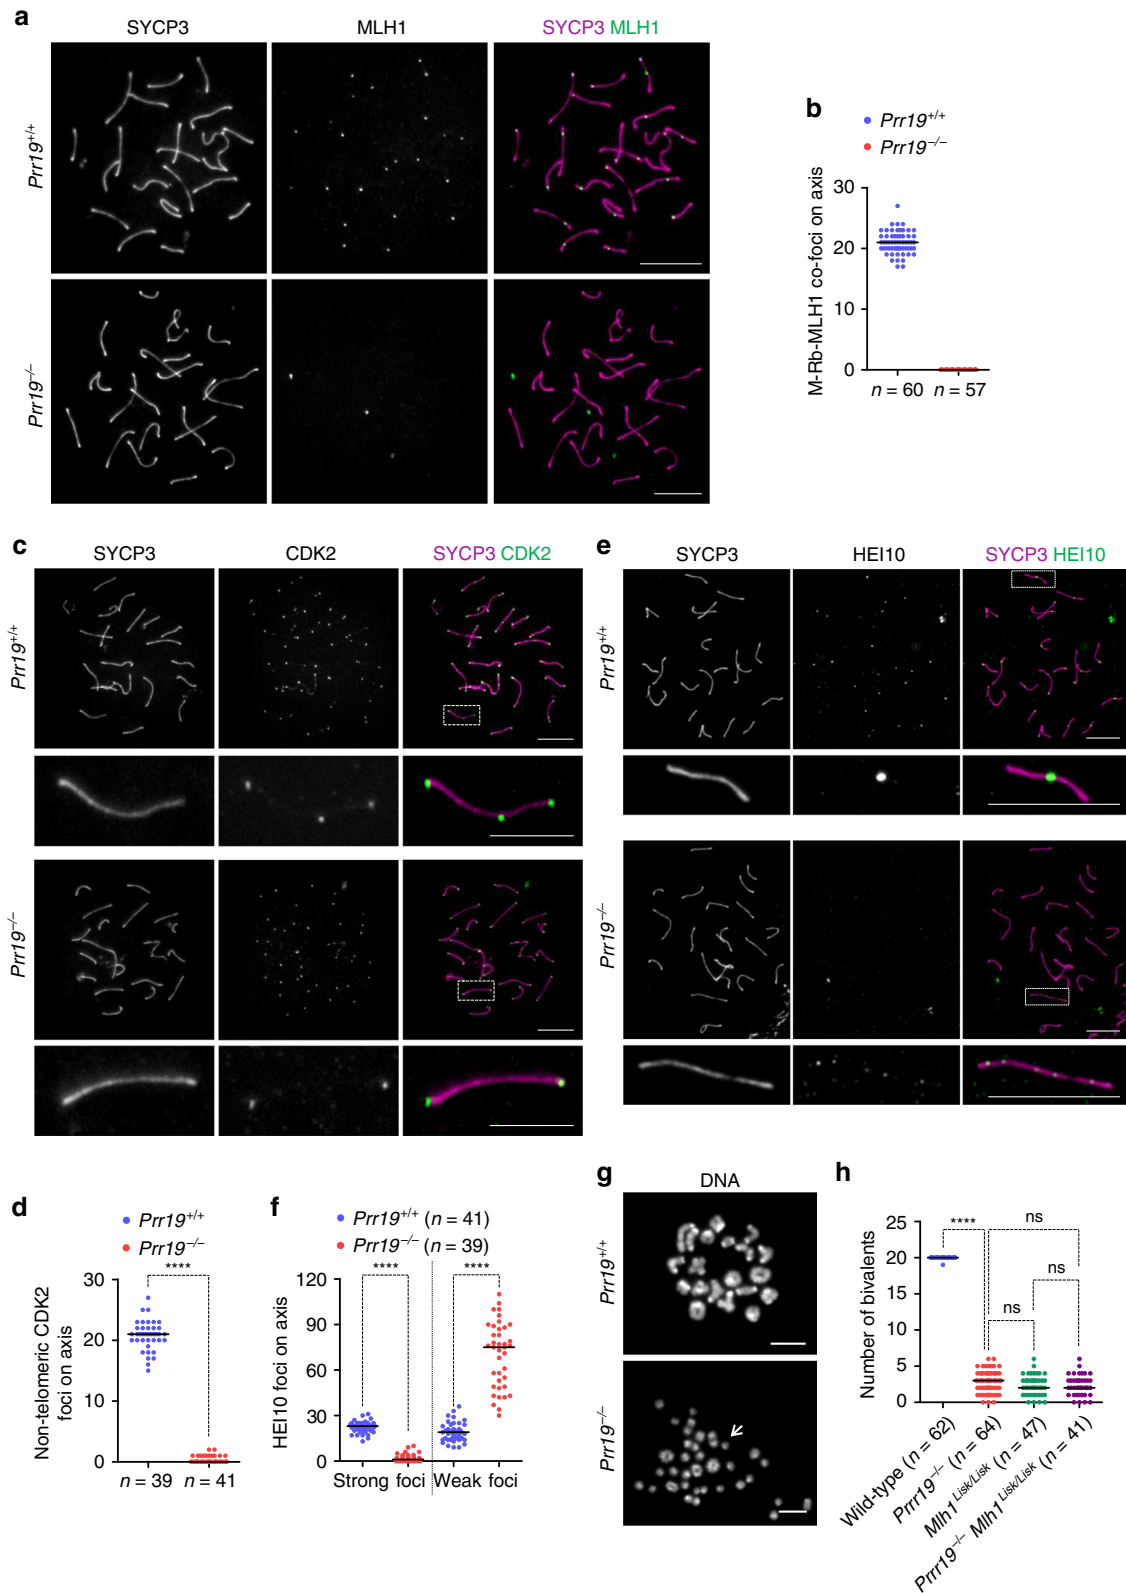 a
SYCP3 MLH1 SYCP3 MLH1
Prr19+/+
Prr19−/−
b
Prr19+/+
Prr19−/−
M-Rb-MLH1 co-foci on axis
30
20
10
0
n = 60 n = 57
c
SYCP3 CDK2 SYCP3 CDK2
Prr19+/+
Prr19−/−
e
SYCP3 HEI10 SYCP3 HEI10
Prr19+/+
Prr19−/−
d
Prr19+/+
Prr19−/−
****
Non-telomeric CDK2
foci on axis
30
20
10
0
n = 39 n = 41
f
Prr19+/+ (n = 41)
Prr19−/− (n = 39)
**** ****
HEI10 foci on axis
120
90
60
30
0
Strong foci Weak foci
g
DNA
Prr19+/+
Prr19−/−
h
**** ns
ns
ns
Number of bivalents
25
20
15
10
5
0
Wild-type (n = 62)
Prrr19−/− (n = 64)
Mlh1Lisk/Lisk (n = 47)
Prrr19−/− Mlh1Lisk/Lisk (n = 41)